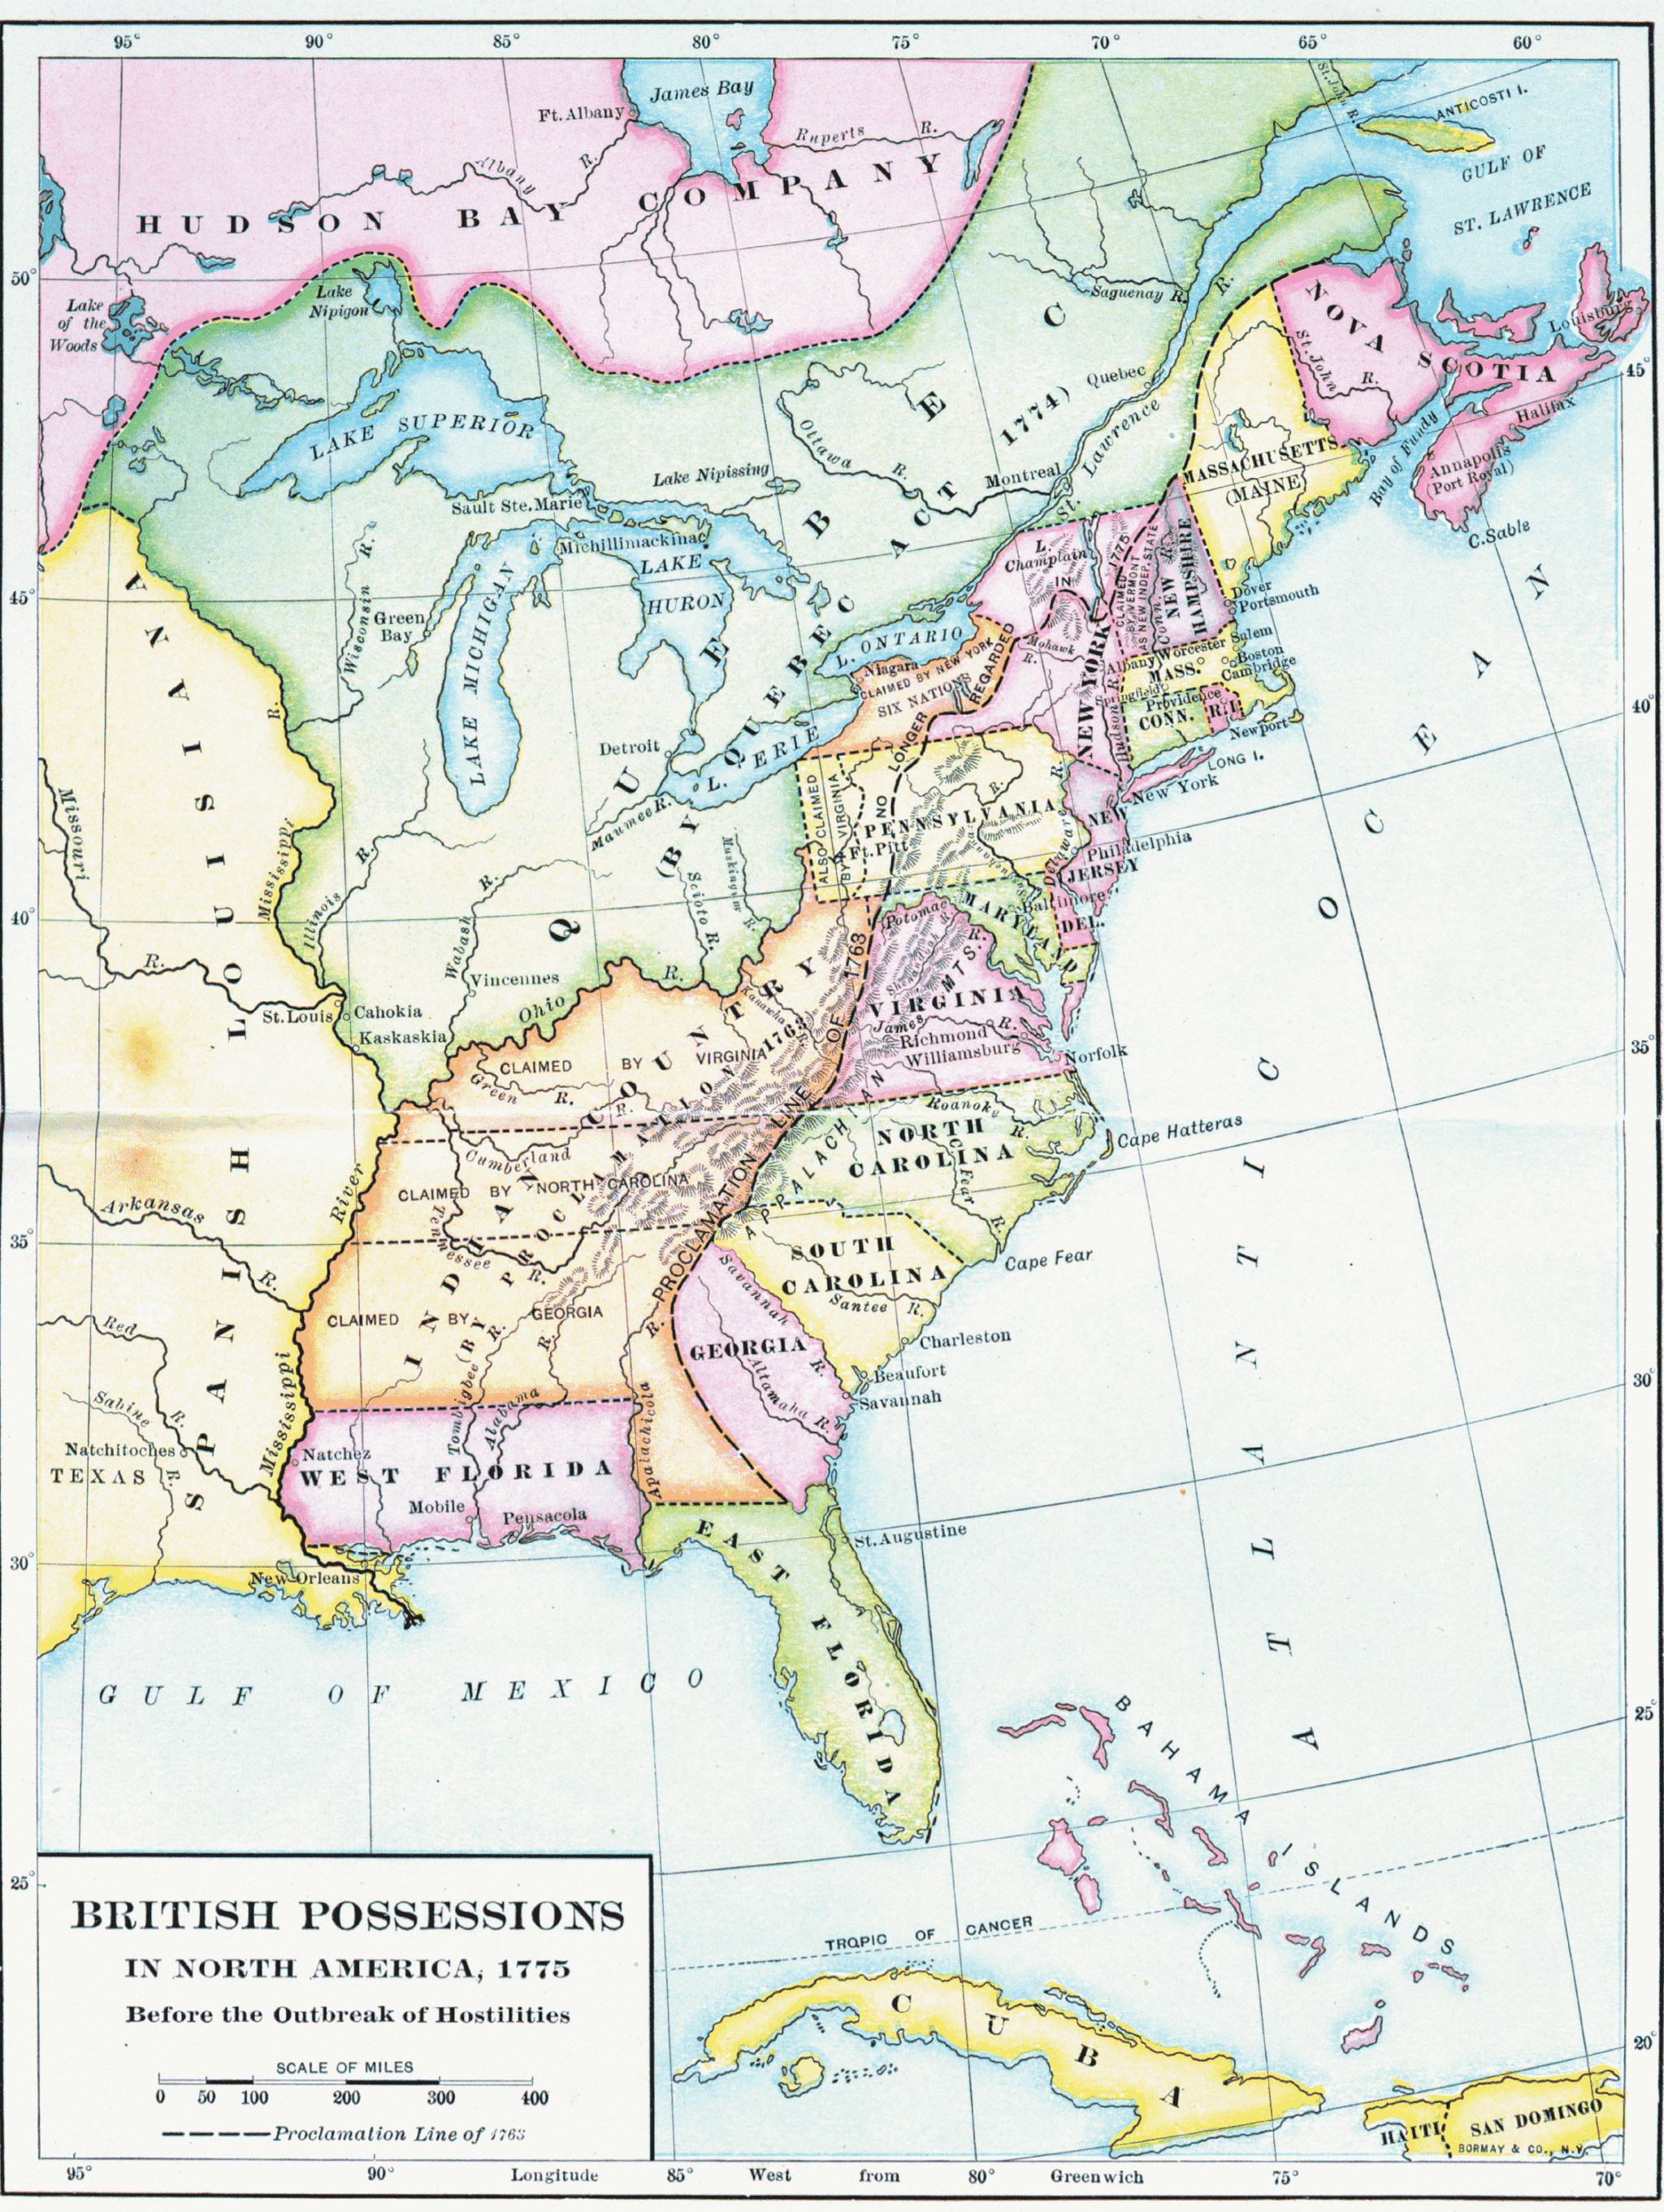 95° 90° 85° 80° 75° 70° 65° 60°
James Bay
Ft. Albany
Albany R.
Ruperts R.
HUDSON BAY COMPANY
St. John R.
ANTICOSTI I.
GULF OF
ST. LAWRENCE
50°
Lake
of the
Woods
Lake
Nipigon
LAKE SUPERIOR
Saguenay R.
R.
Quebec
St. Lawrence
Ottawa R.
Montreal
Lake Nipissing
Sault Ste. Marie
Michillimackinac
QUEBEC
(BY QUEBEC ACT 1774)
NOVA SCOTIA
St. John R.
Louisburg
Halifax
Annapolis
(Port Royal)
Bay of Fundy
C. Sable
45°
MASSACHUSETTS
(MAINE)
L.
Champlain
IN
1775
CLAIMED
BY VERMONT
AS NEW INDEP. STATE
Conn. R.
NEW
HAMPSHIRE
Dover
Portsmouth
Salem
Boston
Cambridge
Worcester
MASS.
Springfield
Providence
CONN.
R.I.
Newport
LONG I.
New York
Albany
Hudson R.
NEW YORK
Mohawk
R.
LAKE
HURON
LAKE MICHIGAN
Green
Bay
Wisconsin R.
45°
L. ONTARIO
Niagara
CLAIMED BY NEW YORK
SIX NATIONS
NO LONGER REGARDED
L. ERIE
Detroit
Maumee R.
40°
ALSO CLAIMED
BY VIRGINIA
PENNSYLVANIA
Ft. Pitt
R.
Delaware R.
NEW
JERSEY
Philadelphia
MARYLAND
Baltimore
DEL.
Muskingum R.
Scioto R.
Wabash R.
Illinois R.
Vincennes
Ohio R.
Mississippi R.
Missouri R.
40°
SPANISH LOUISIANA
St. Louis
Cahokia
Kaskaskia
INDIAN COUNTRY
(BY PROCLAMATION 1763
PROCLAMATION LINE OF 1763
Kanawha
CLAIMED BY VIRGINIA
Green R.
R.
Cumberland
CLAIMED BY NORTH CAROLINA
Tennessee R.
CLAIMED BY GEORGIA
Potomac R.
Shenandoah R.
VIRGINIA
James R.
Richmond
Williamsburg
Norfolk
35°
APPALACHIAN MTS.
Roanoke R.
NORTH
CAROLINA
C. Fear R.
Cape Hatteras
SOUTH
CAROLINA
Cape Fear
Santee R.
Savannah R.
Charleston
Beaufort
Savannah
30°
GEORGIA
Altamaha R.
35°
Arkansas R.
Mississippi River
Red R.
Sabine R.
Natchitoches
TEXAS
Natchez
WEST FLORIDA
Tombigbee R.
Alabama R.
Apalachicola R.
Mobile
Pensacola
New Orleans
30°
EAST FLORIDA
St. Augustine
ATLANTIC OCEAN
GULF OF MEXICO
25°
BAHAMA ISLANDS
TROPIC OF CANCER
CUBA
20°
HAITI
SAN DOMINGO
BORMAY & CO., N.Y.
25°
BRITISH POSSESSIONS
IN NORTH AMERICA, 1775
Before the Outbreak of Hostilities
SCALE OF MILES
0 50 100 200 300 400
Proclamation Line of 1763
95° 90° Longitude 85° West from 80° Greenwich 75° 70°